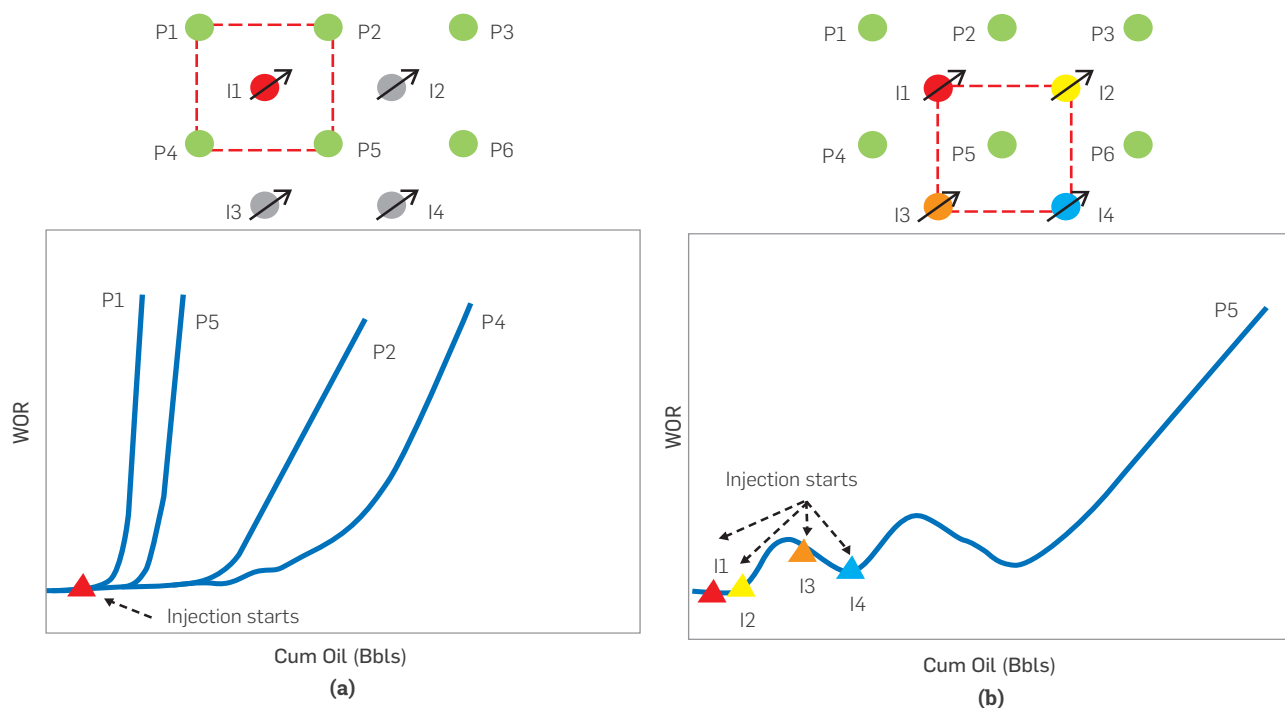 P1
P2
P3
I1
I2
P4
P5
P6
I3
I4
P1
P5
P2
P4
WOR
Injection starts
Cum Oil (Bbls)
(a)
P1
P2
P3
I1
I2
P4
P5
P6
I3
I4
P5
WOR
Injection starts
I1
I2
I3
I4
Cum Oil (Bbls)
(b)